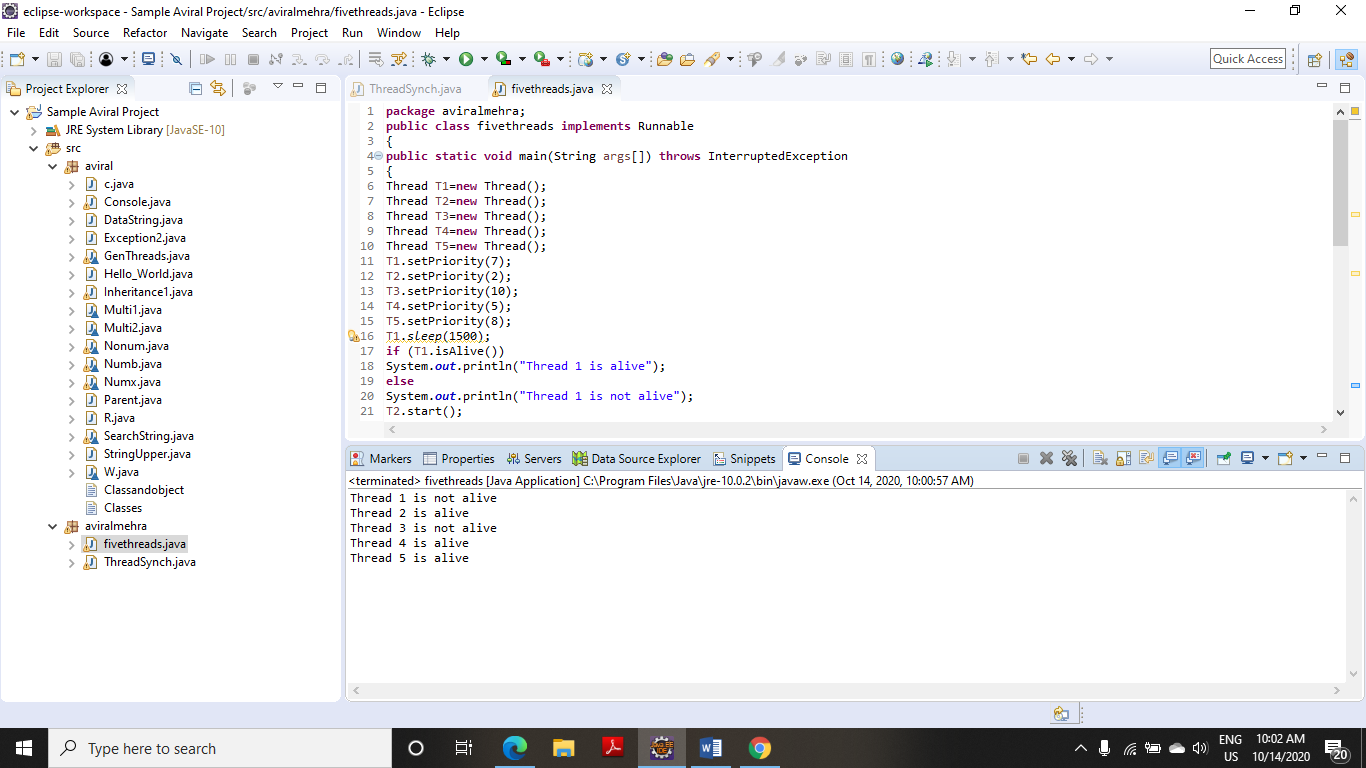 eclipse-workspace - Sample Aviral Project/src/aviralmehra/fivethreads.java - Eclipse
File Edit Source Refactor Navigate Search Project Run Window Help
Quick Access
Project Explorer
Sample Aviral Project
JRE System Library [JavaSE-10]
src
aviral
c.java
Console.java
DataString.java
Exception2.java
GenThreads.java
Hello_World.java
Inheritance1.java
Multi1.java
Multi2.java
Nonum.java
Numb.java
Numx.java
Parent.java
R.java
SearchString.java
StringUpper.java
W.java
Classandobject
Classes
aviralmehra
fivethreads.java
ThreadSynch.java
ThreadSynch.java fivethreads.java
1 package aviralmehra;
2 public class fivethreads implements Runnable
3 {
4 public static void main(String args[]) throws InterruptedException
5 {
6 Thread T1=new Thread();
7 Thread T2=new Thread();
8 Thread T3=new Thread();
9 Thread T4=new Thread();
10 Thread T5=new Thread();
11 T1.setPriority(7);
12 T2.setPriority(2);
13 T3.setPriority(10);
14 T4.setPriority(5);
15 T5.setPriority(8);
16 T1.sleep(1500);
17 if (T1.isAlive())
18 System.out.println("Thread 1 is alive");
19 else
20 System.out.println("Thread 1 is not alive");
21 T2.start();
Markers Properties Servers Data Source Explorer Snippets Console
<terminated> fivethreads [Java Application] C:\Program Files\Java\jre-10.0.2\bin\javaw.exe (Oct 14, 2020, 10:00:57 AM)
Thread 1 is not alive
Thread 2 is alive
Thread 3 is not alive
Thread 4 is alive
Thread 5 is alive
Type here to search
ENG 10:02 AM
US 10/14/2020
20